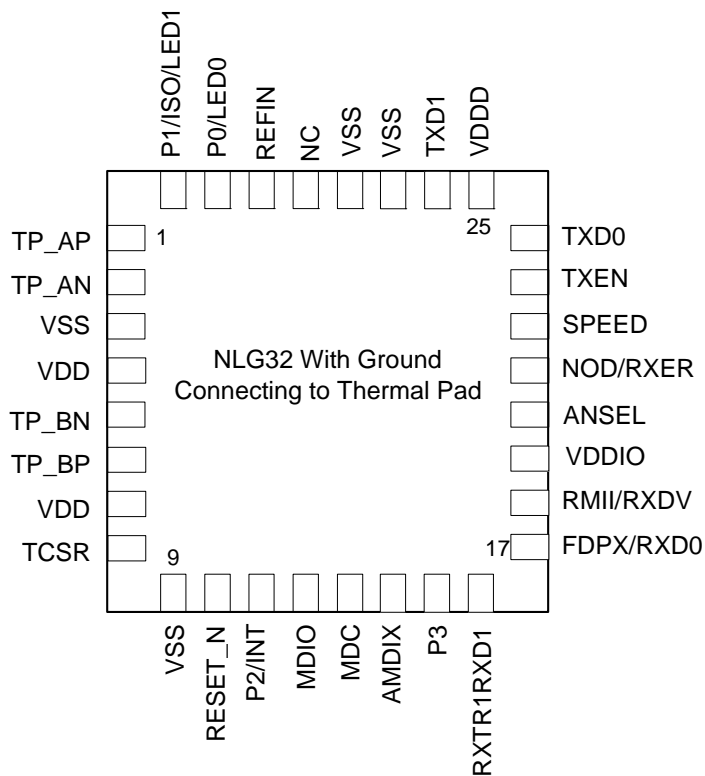 P1/ISO/LED1
P0/LED0
REFIN
NC
VSS
VSS
TXD1
VDDD
1
25
TP_AP
TP_AN
VSS
VDD
TP_BN
TP_BP
VDD
TCSR
NLG32 With Ground
Connecting to Thermal Pad
TXD0
TXEN
SPEED
NOD/RXER
ANSEL
VDDIO
RMII/RXDV
FDPX/RXD0
9
17
VSS
RESET_N
P2/INT
MDIO
MDC
AMDIX
P3
RXTR1RXD1